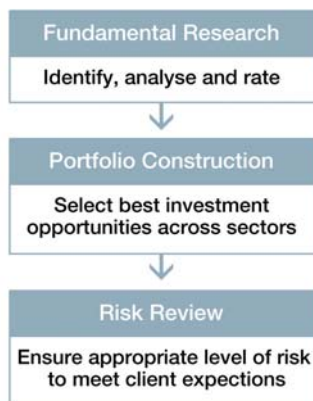 Fundamental Research
Identify, analyse and rate
Portfolio Construction
Select best investment
opportunities across sectors
Risk Review
Ensure appropriate level of risk
to meet client expections